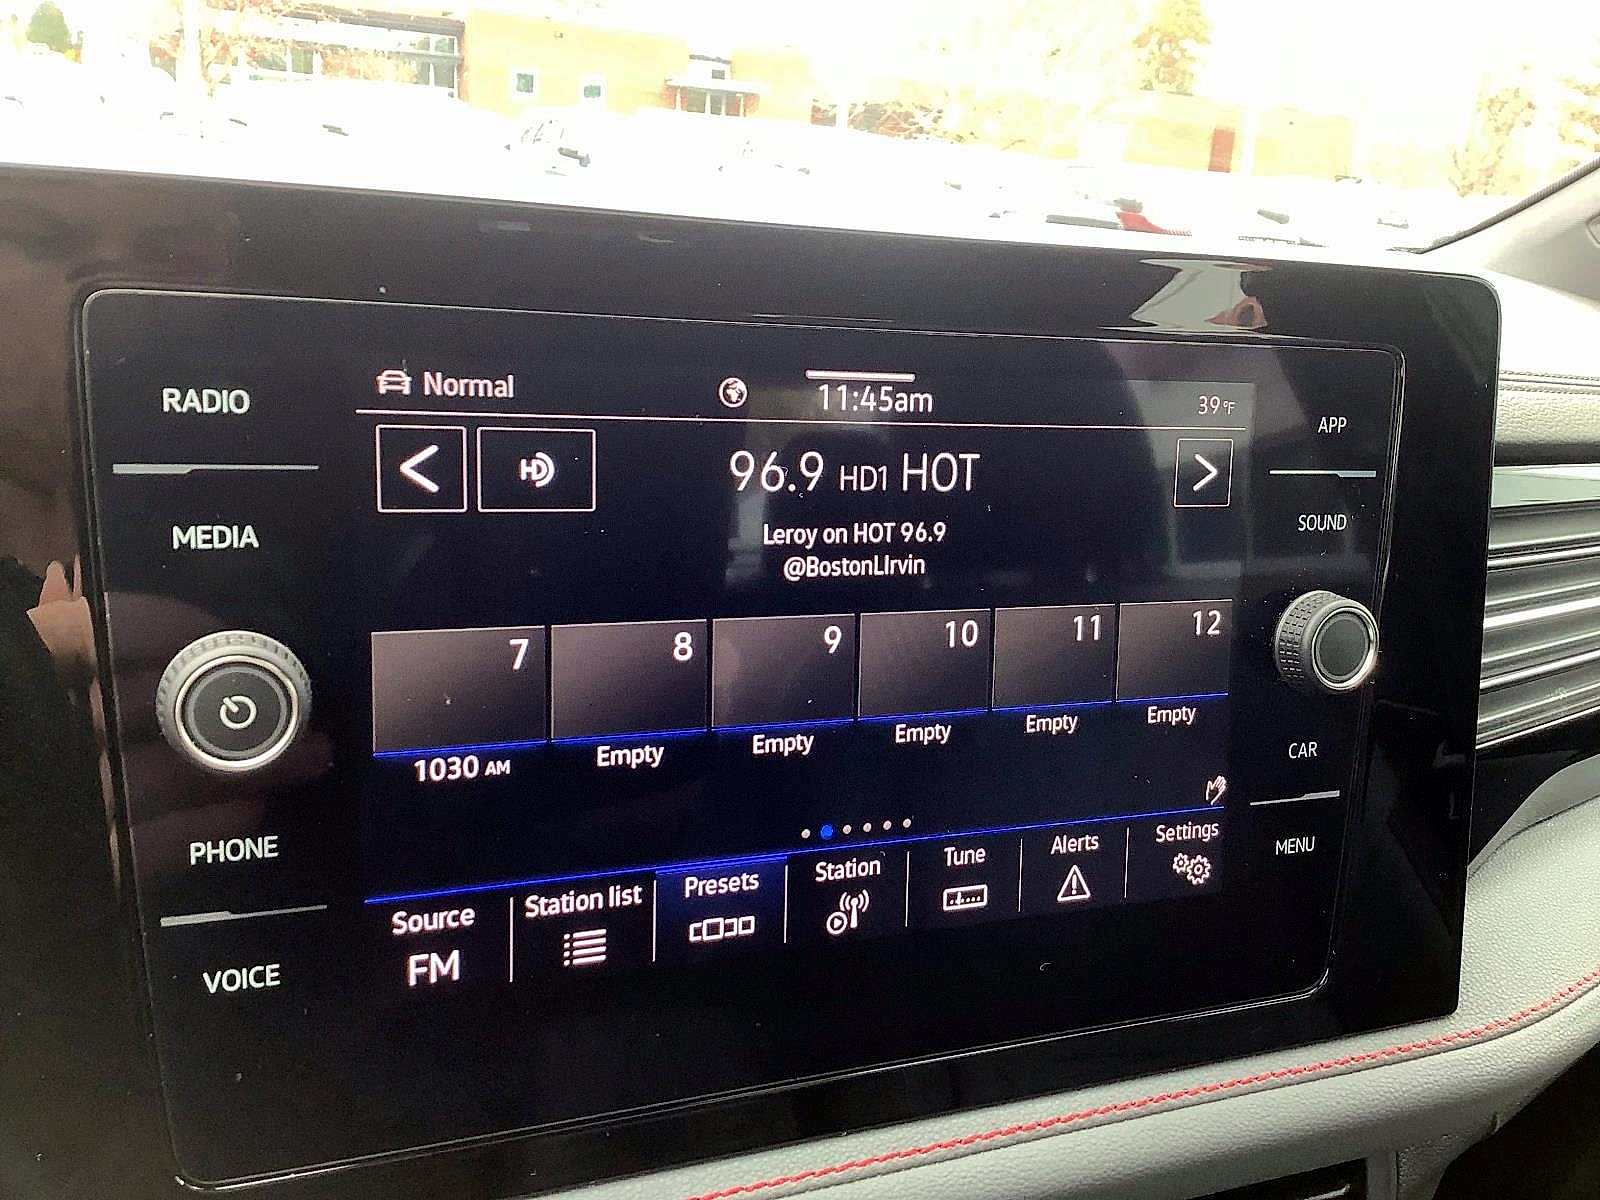 RADIO
MEDIA
PHONE
VOICE
Normal
11:45am
39°F
HD
96.9 HD1 HOT
Leroy on HOT 96.9
@BostonLIrvin
7
8
9
10
11
12
1030 AM
Empty
Empty
Empty
Empty
Empty
Source
FM
Station list
Presets
Station
Tune
Alerts
Settings
APP
SOUND
CAR
MENU